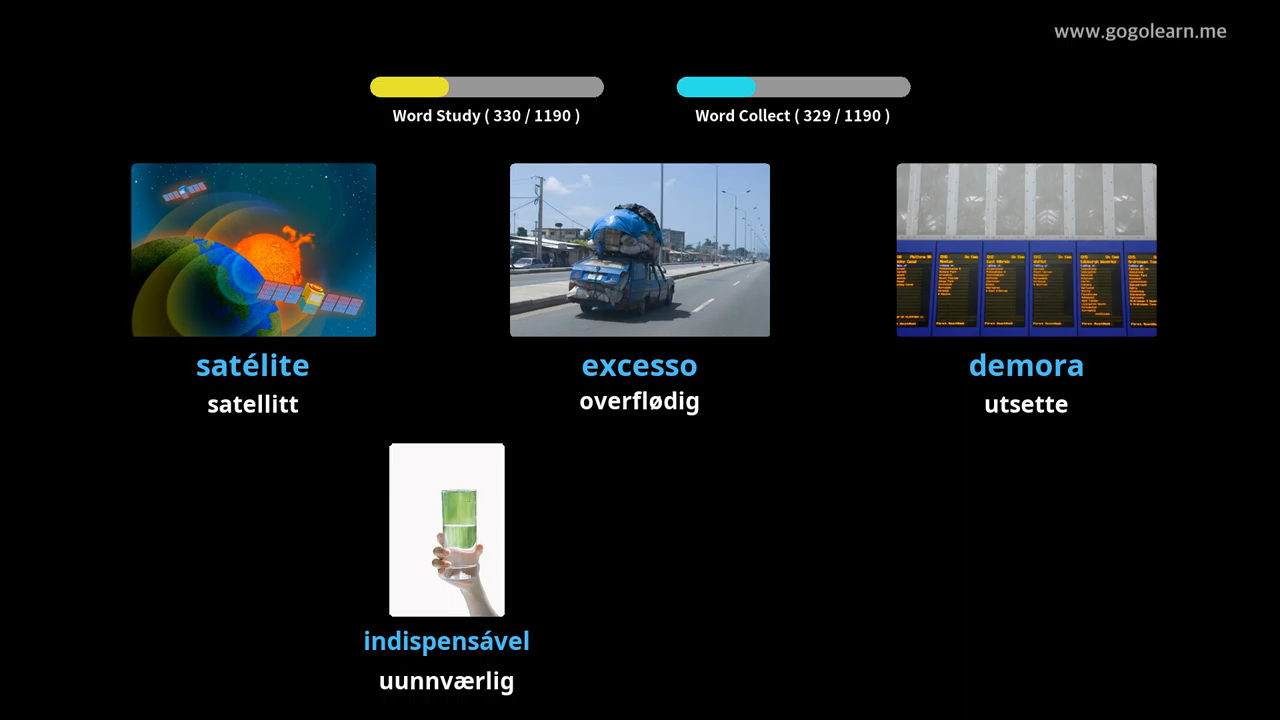 www.gogolearn.me
Word Study ( 330 / 1190 )
Word Collect ( 329 / 1190 )
satélite
excesso
demora
satellitt
overflødig
utsette
indispensável
uunnværlig